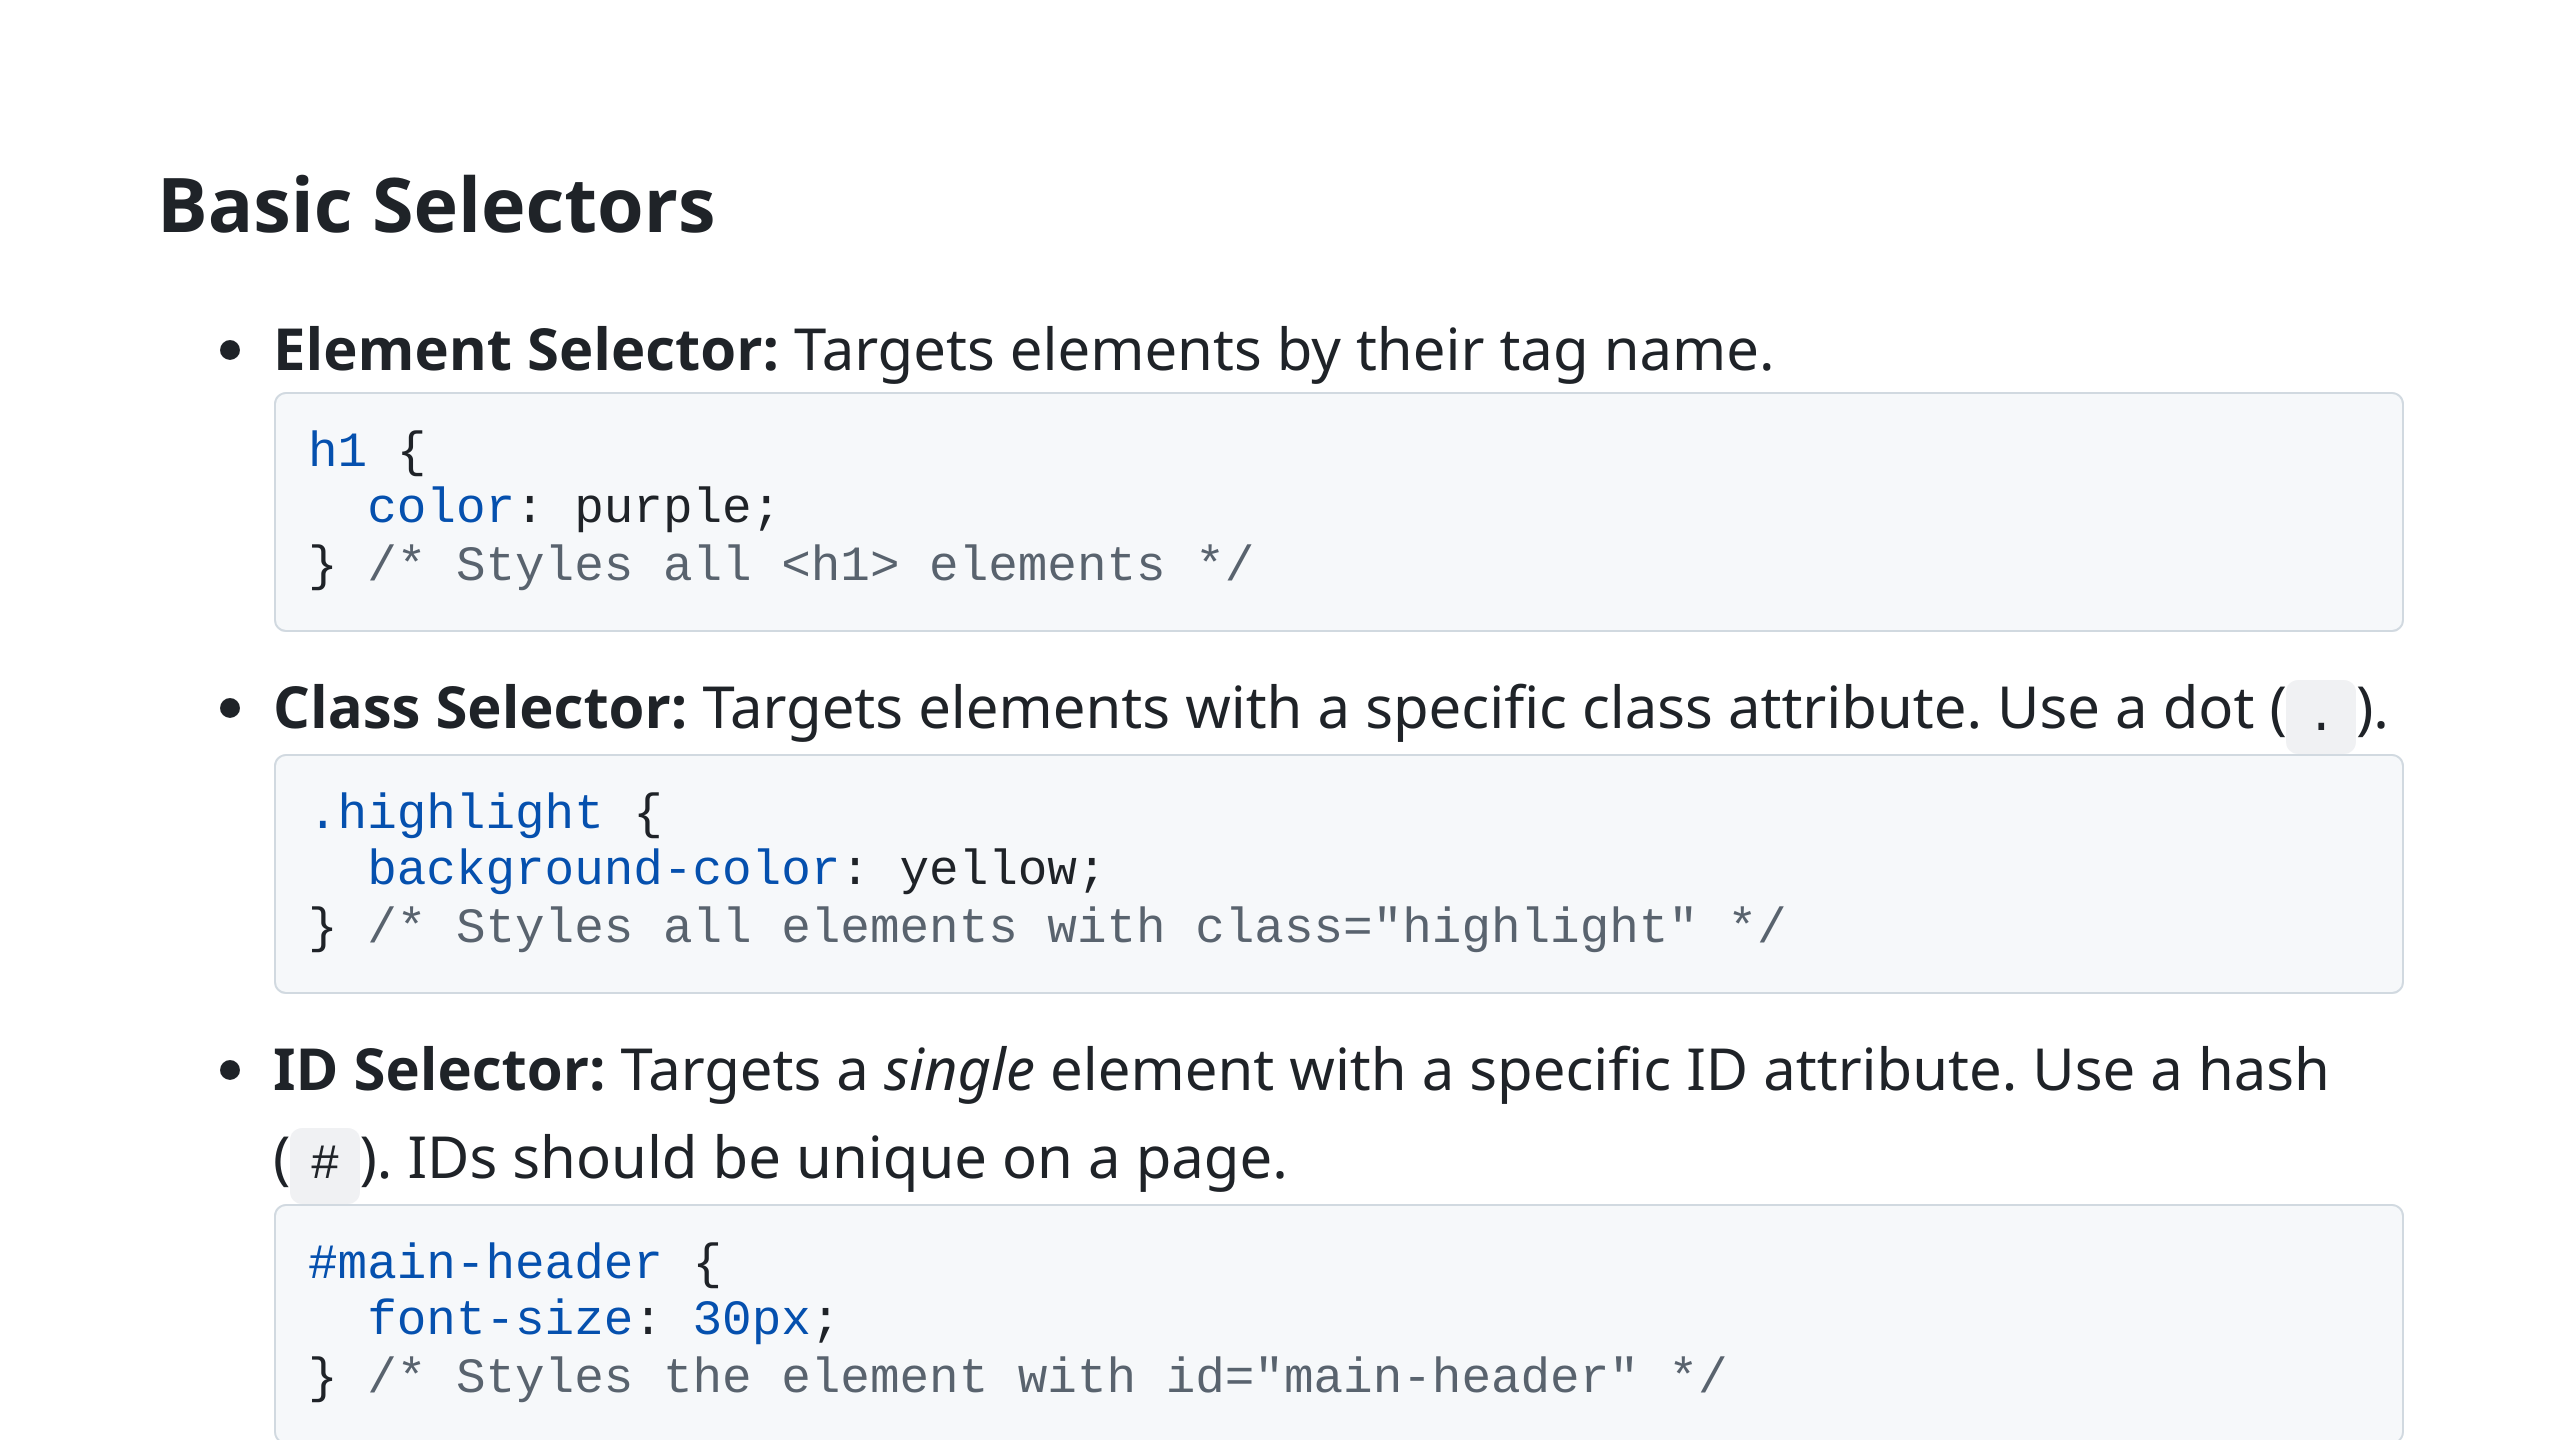 Basic Selectors
• Element Selector: Targets elements by their tag name.
h1 {
  color: purple;
} /* Styles all <h1> elements */
• Class Selector: Targets elements with a specific class attribute. Use a dot ( . ).
.highlight {
  background-color: yellow;
} /* Styles all elements with class="highlight" */
• ID Selector: Targets a single element with a specific ID attribute. Use a hash
( # ). IDs should be unique on a page.
#main-header {
  font-size: 30px;
} /* Styles the element with id="main-header" */